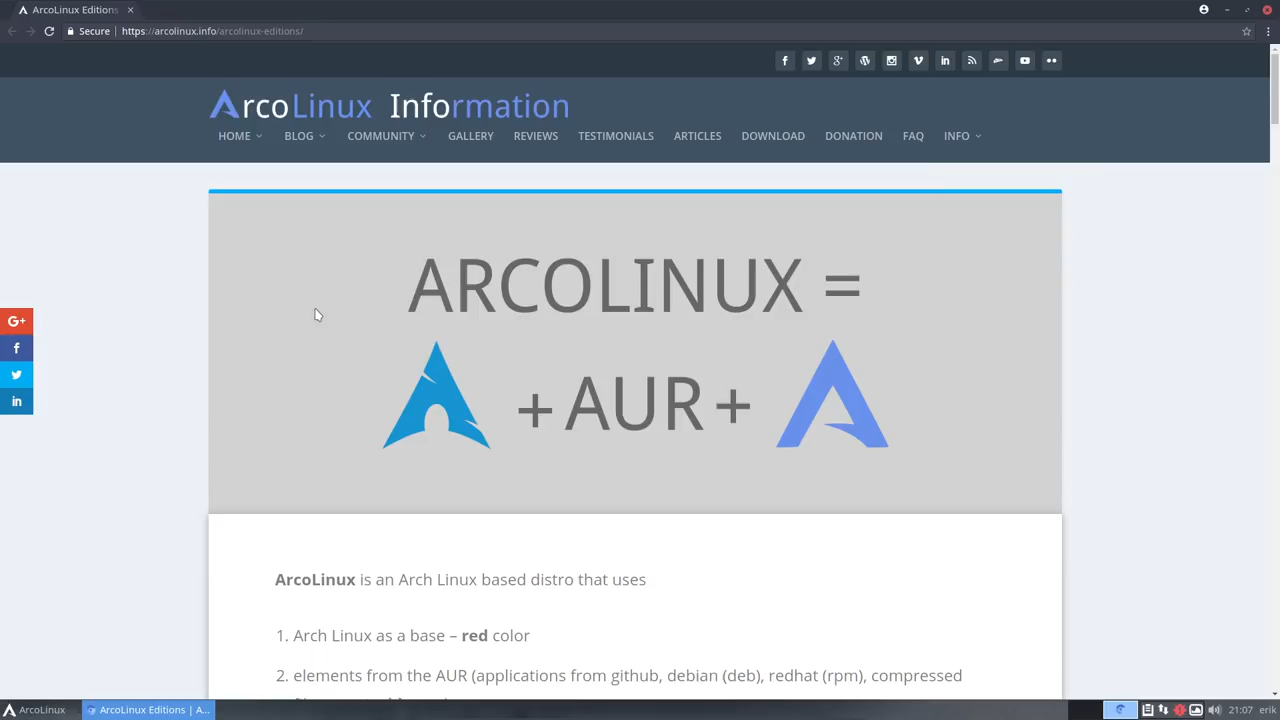 ArcoLinux Editions
Secure
https://arcolinux.info/arcolinux-editions/
ArcoLinux Information
HOME BLOG COMMUNITY GALLERY REVIEWS TESTIMONIALS ARTICLES DOWNLOAD DONATION FAQ INFO
ARCOLINUX =
+ AUR +
G+
f
in
ArcoLinux is an Arch Linux based distro that uses
1. Arch Linux as a base – red color
2. elements from the AUR (applications from github, debian (deb), redhat (rpm), compressed
ArcoLinux
ArcoLinux Editions | A...
21:07 erik